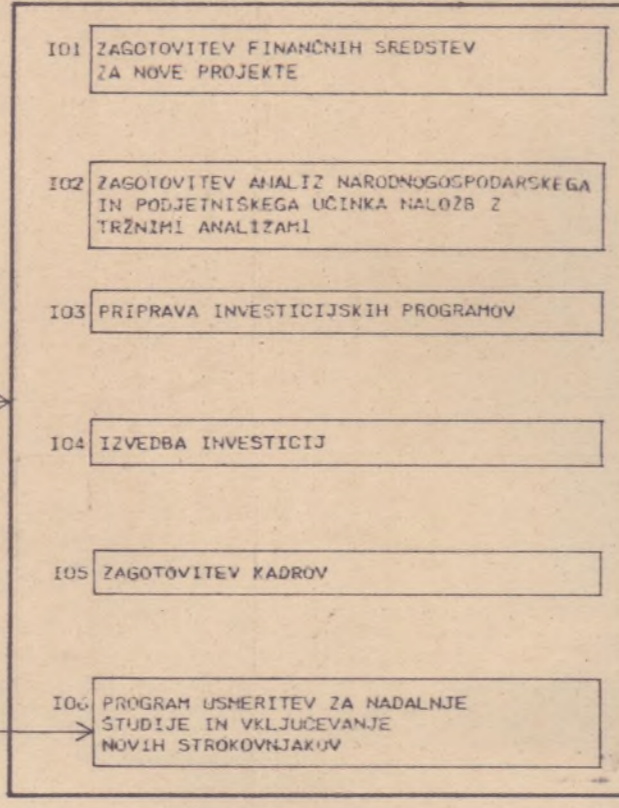 I01 ZAGOTOVITEV FINANČNIH SREDSTEV
ZA NOVE PROJEKTE
I02 ZAGOTOVITEV ANALIZ NARODNOGOSPODARSKEGA
IN PODJETNIŠKEGA UČINKA NALOŽB Z
TRŽNIMI ANALIZAMI
I03 PRIPRAVA INVESTICIJSKIH PROGRAMOV
I04 IZVEDBA INVESTICIJ
I05 ZAGOTOVITEV KADROV
I06 PROGRAM USMERITEV ZA NADALNJE
ŠTUDIJE IN VKLJUČEVANJE
NOVIH STROKOVNJAKOV